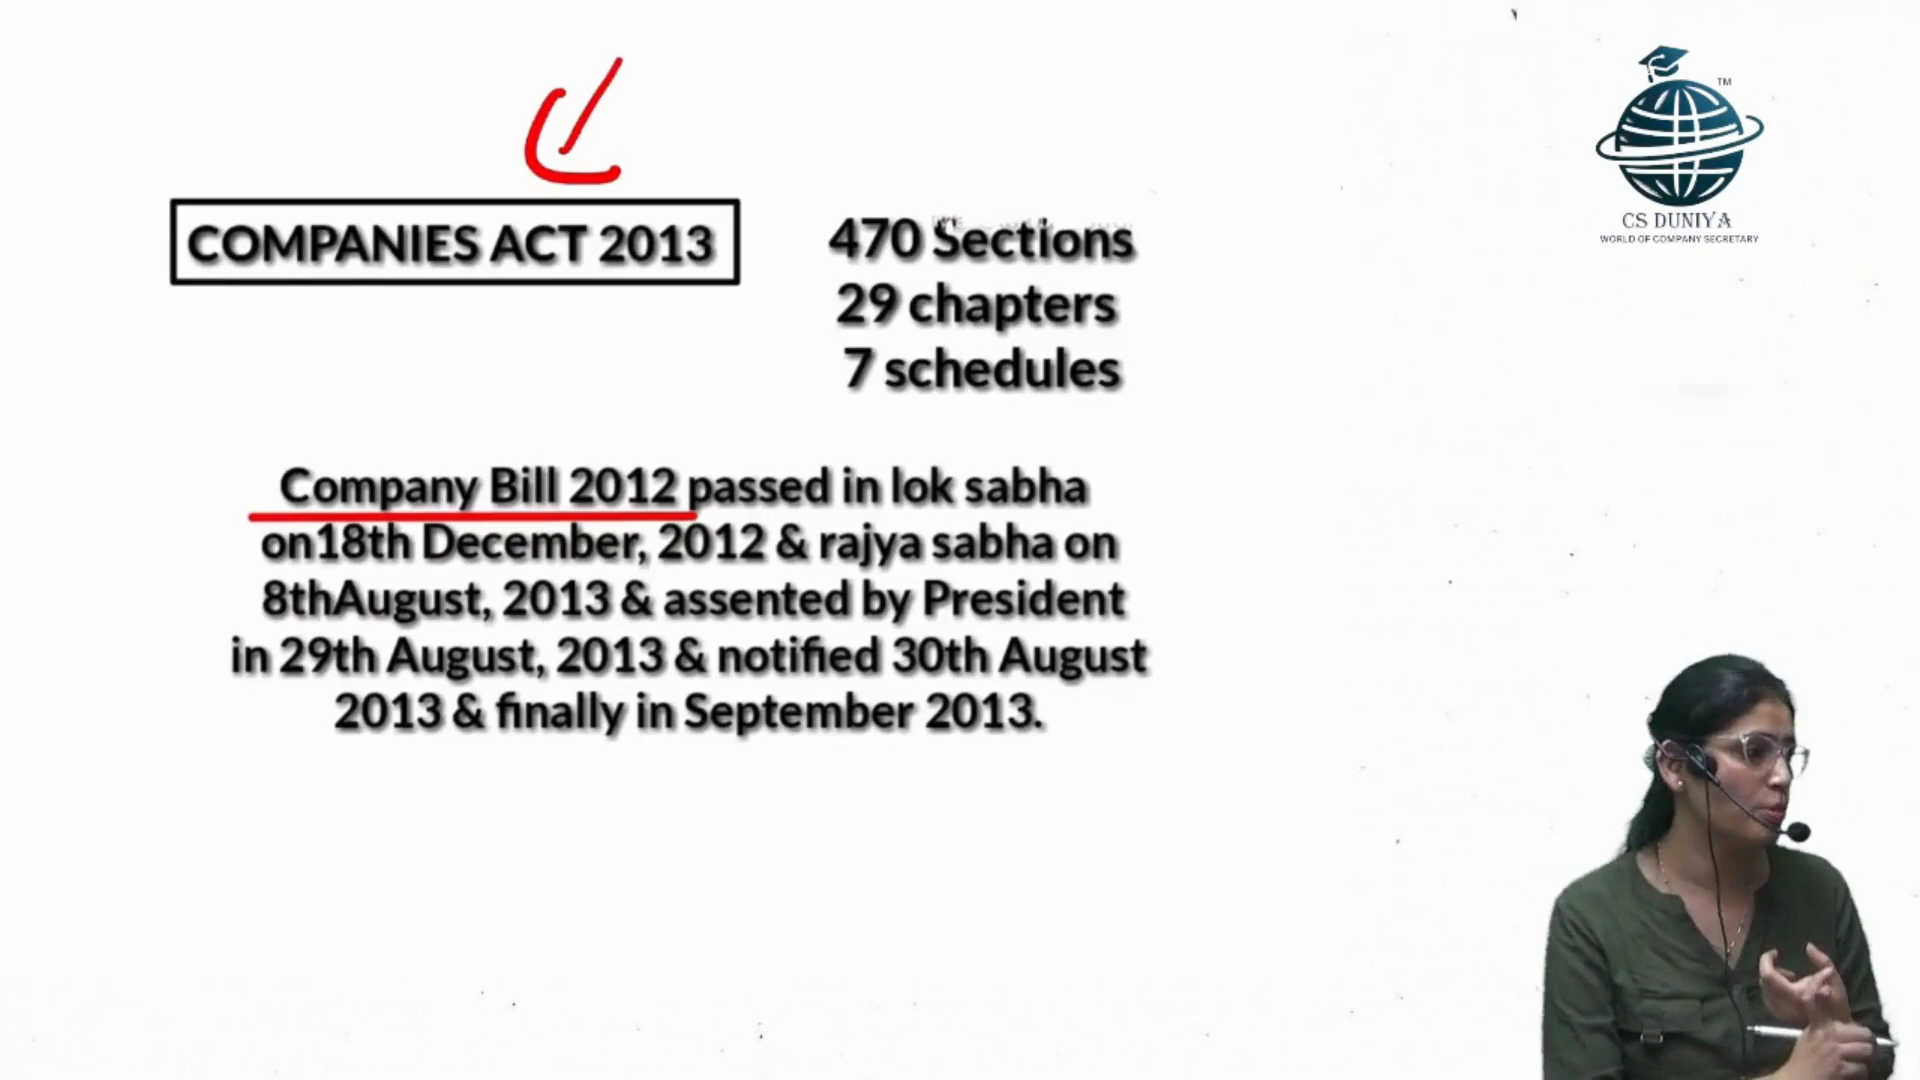 COMPANIES ACT 2013
470 Sections
29 chapters
7 schedules
Company Bill 2012 passed in lok sabha
on18th December, 2012 & rajya sabha on
8thAugust, 2013 & assented by President
in 29th August, 2013 & notified 30th August
2013 & finally in September 2013.
TM
CS DUNIYA
WORLD OF COMPANY SECRETARY